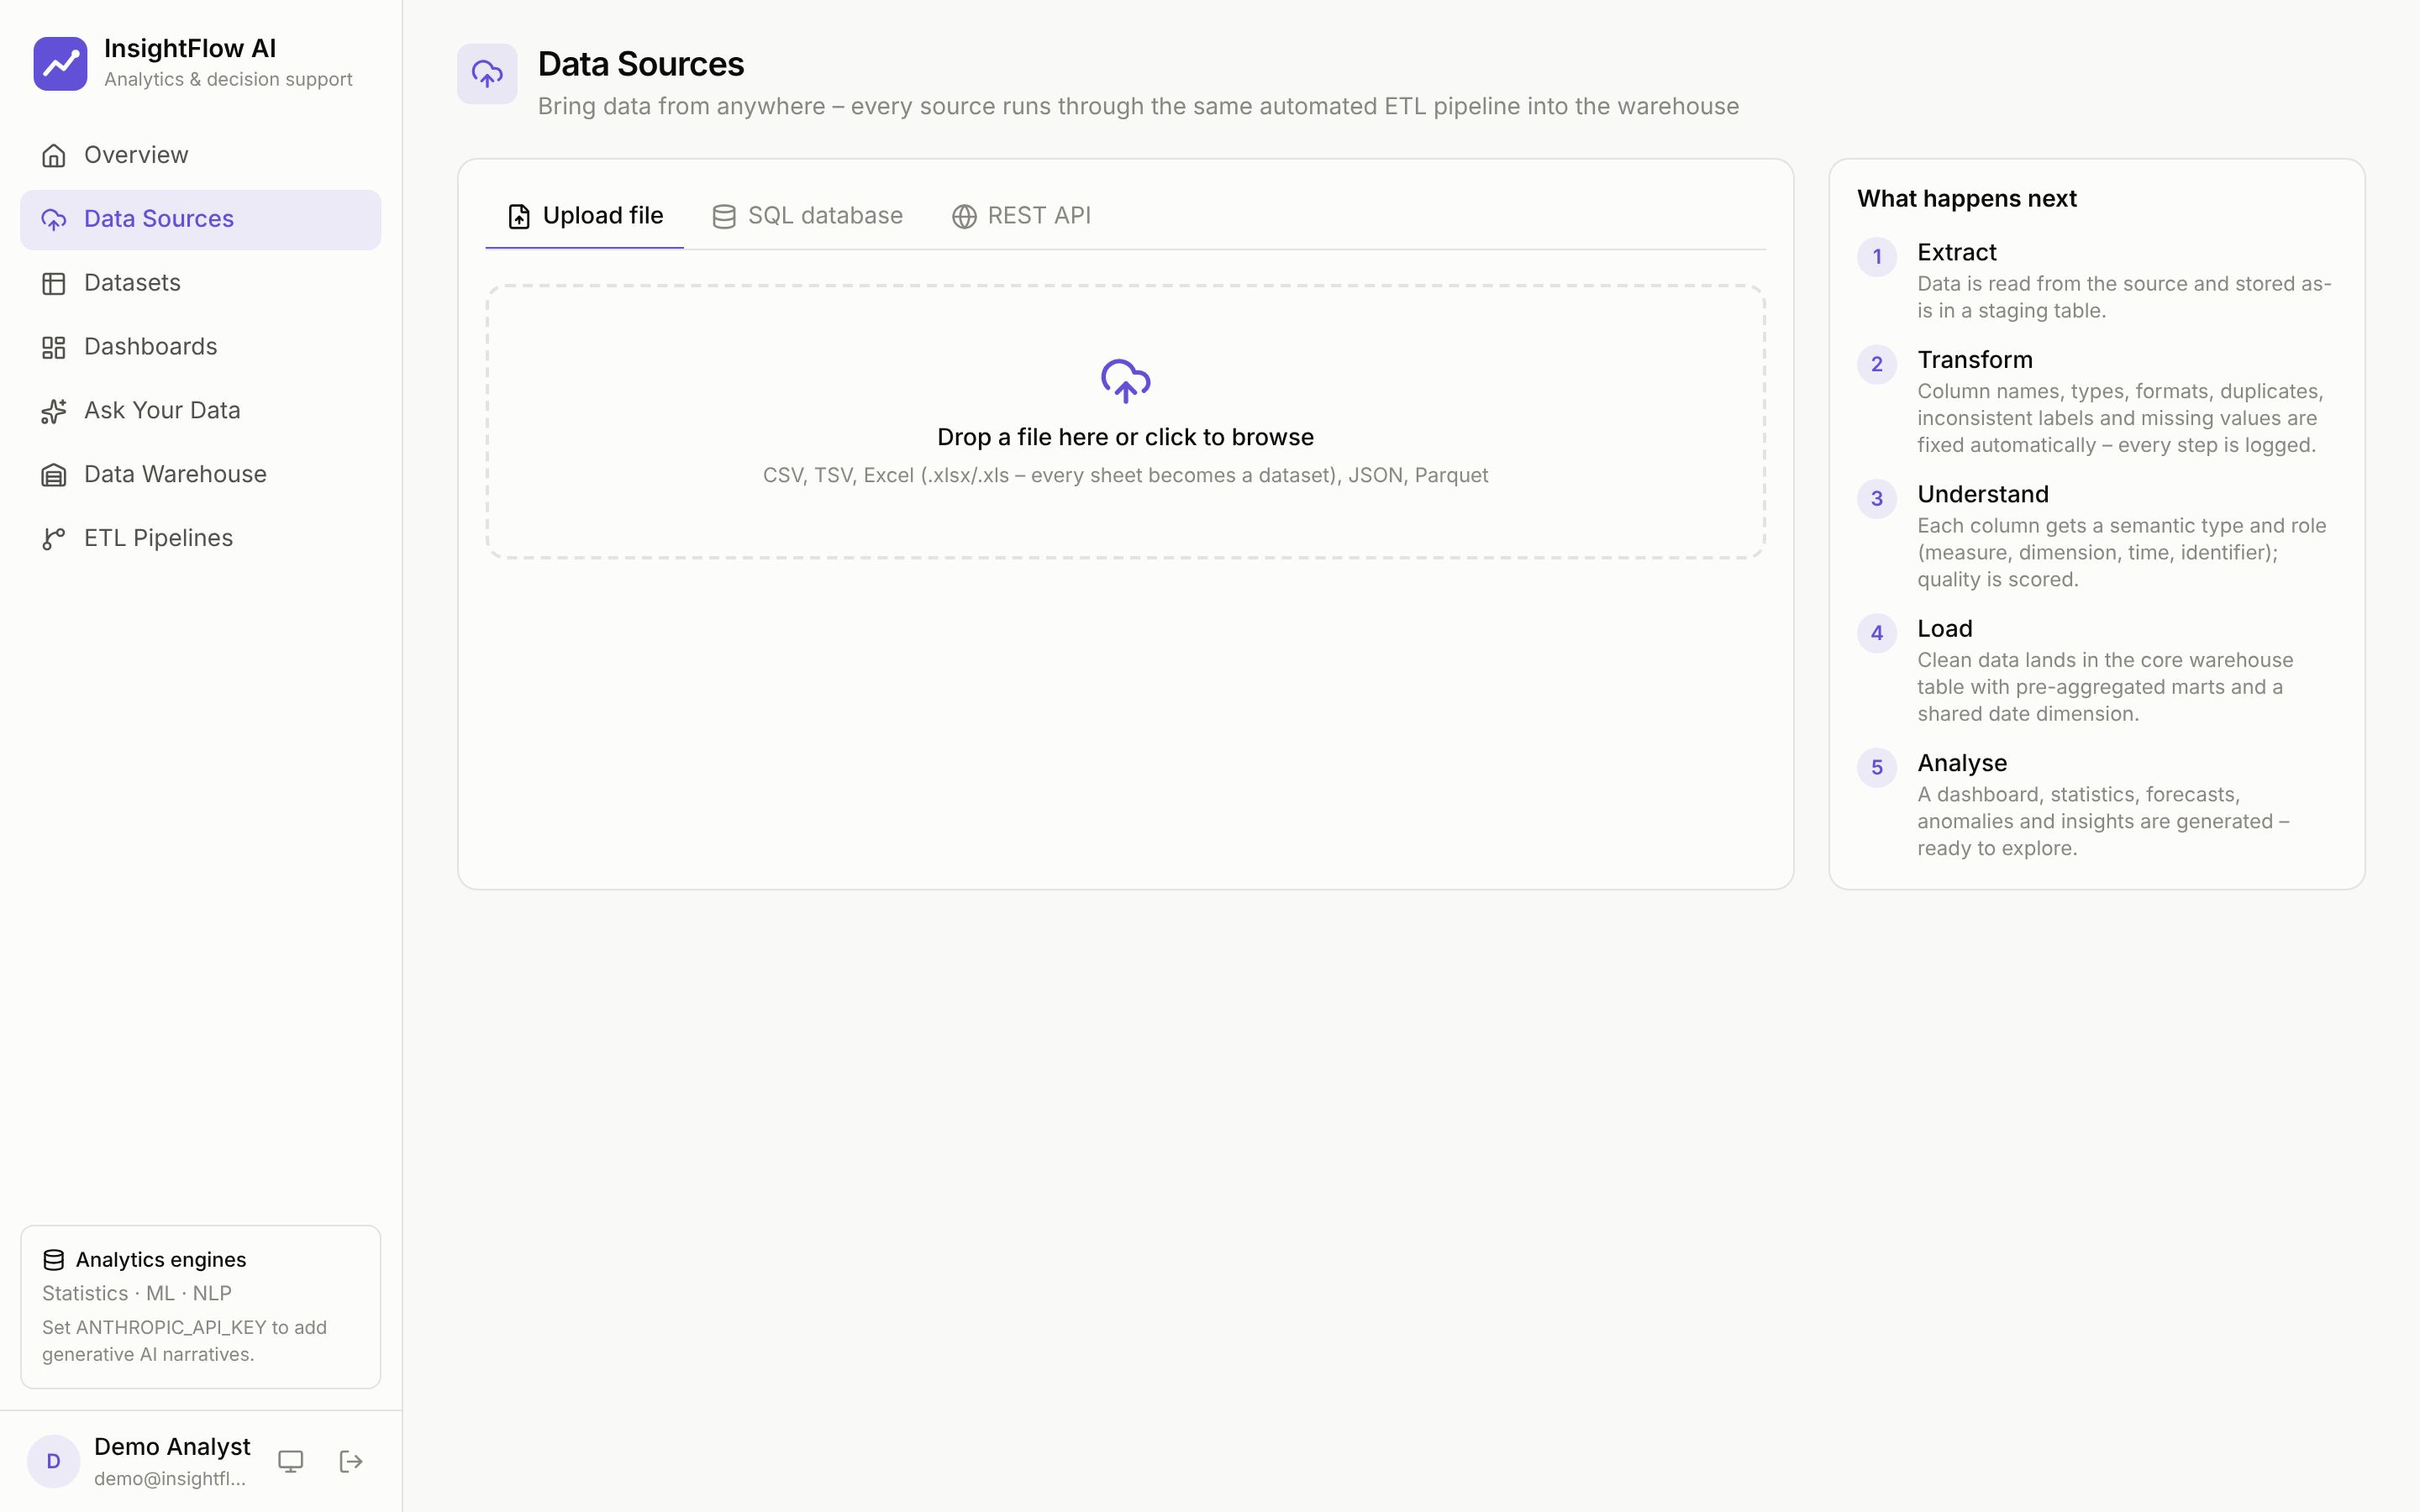 InsightFlow AI
Analytics & decision support
Overview
Data Sources
Datasets
Dashboards
Ask Your Data
Data Warehouse
ETL Pipelines
Analytics engines
Statistics · ML · NLP
Set ANTHROPIC_API_KEY to add
generative AI narratives.
D
Demo Analyst
demo@insightfl...
Data Sources
Bring data from anywhere – every source runs through the same automated ETL pipeline into the warehouse
Upload file
SQL database
REST API
Drop a file here or click to browse
CSV, TSV, Excel (.xlsx/.xls – every sheet becomes a dataset), JSON, Parquet
What happens next
1
Extract
Data is read from the source and stored as-
is in a staging table.
2
Transform
Column names, types, formats, duplicates,
inconsistent labels and missing values are
fixed automatically – every step is logged.
3
Understand
Each column gets a semantic type and role
(measure, dimension, time, identifier);
quality is scored.
4
Load
Clean data lands in the core warehouse
table with pre-aggregated marts and a
shared date dimension.
5
Analyse
A dashboard, statistics, forecasts,
anomalies and insights are generated –
ready to explore.